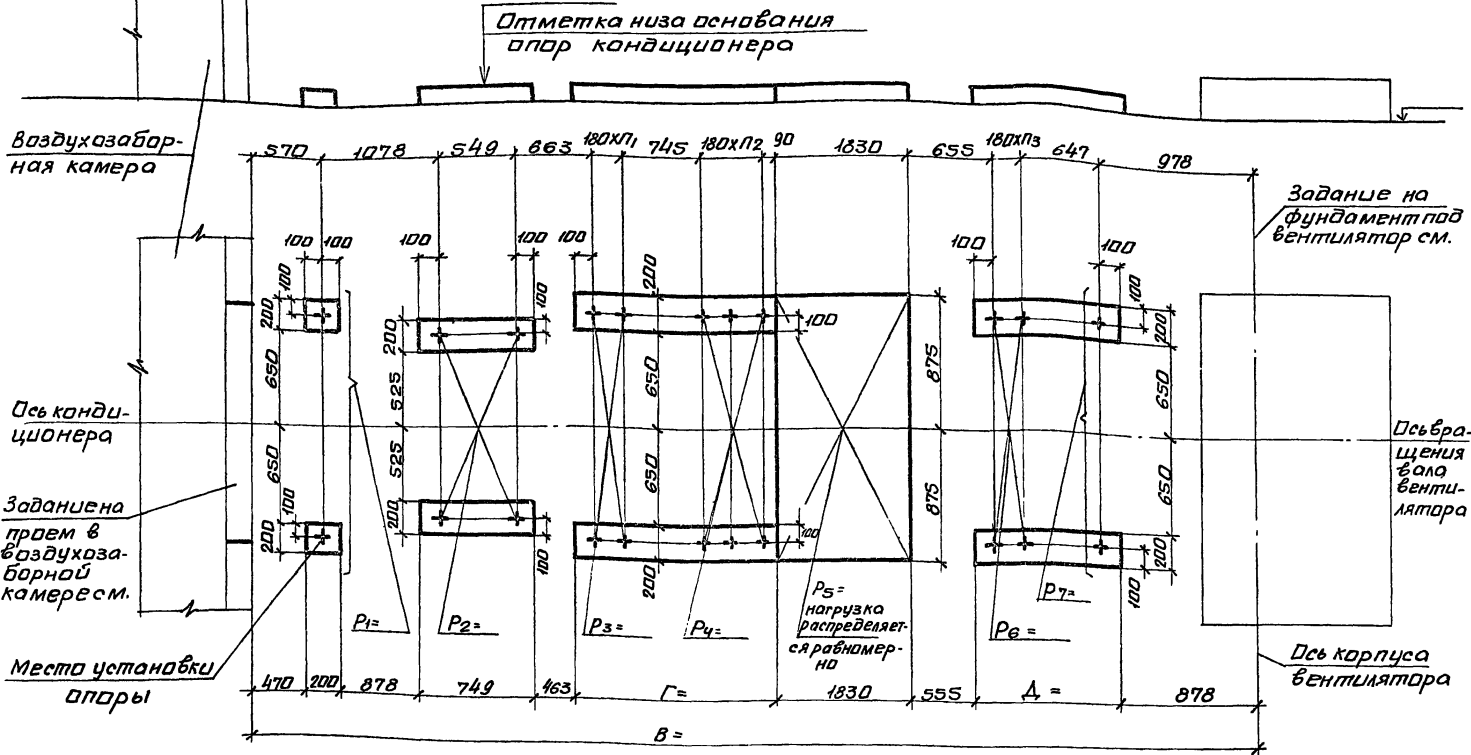 Отметка низа основания
опор кондиционера
Воздухозабор-
ная камера
570
1078
549
663
180хп1
745
180хп2
90
1830
655
180хп3
647
978
Задание на
фундамент под
вентилятор см.
100
100
100
100
100
100
100
100
200
100
200
100
200
100
100
200
650
525
650
875
650
Ось конди-
ционера
Ось вра-
щения
вала
венти-
лятора
650
525
650
875
650
Задание на
проем в
воздухоза-
борной
камере см.
100
200
200
100
100
200
200
100
P1=
P2=
P3=
P4=
P5=
нагрузка
распределяет-
ся равномер-
но
P6=
P7=
Место установки
опоры
Ось корпуса
вентилятора
470
200
878
749
463
Г=
1830
555
Д=
878
В=